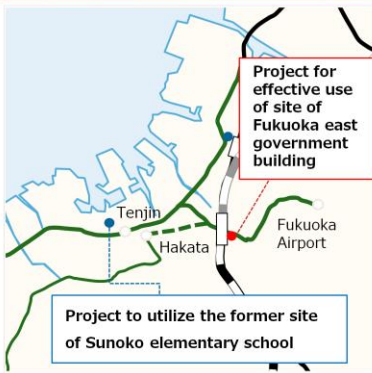 Project for
effective use
of site of
Fukuoka east
government
building
Tenjin
Hakata
Fukuoka
Airport
Project to utilize the former site
of Sunoko elementary school